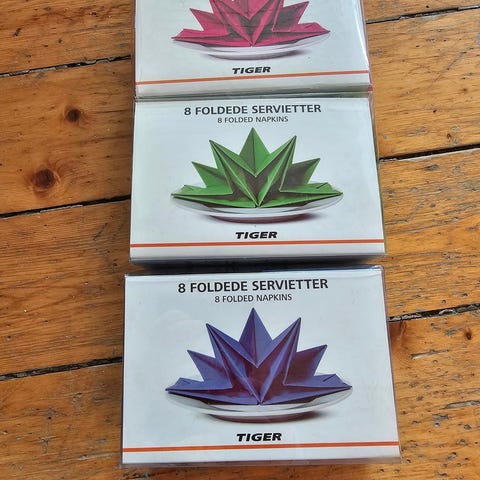 TIGER
8 FOLDEDE SERVIETTER
8 FOLDED NAPKINS
TIGER
8 FOLDEDE SERVIETTER
8 FOLDED NAPKINS
TIGER